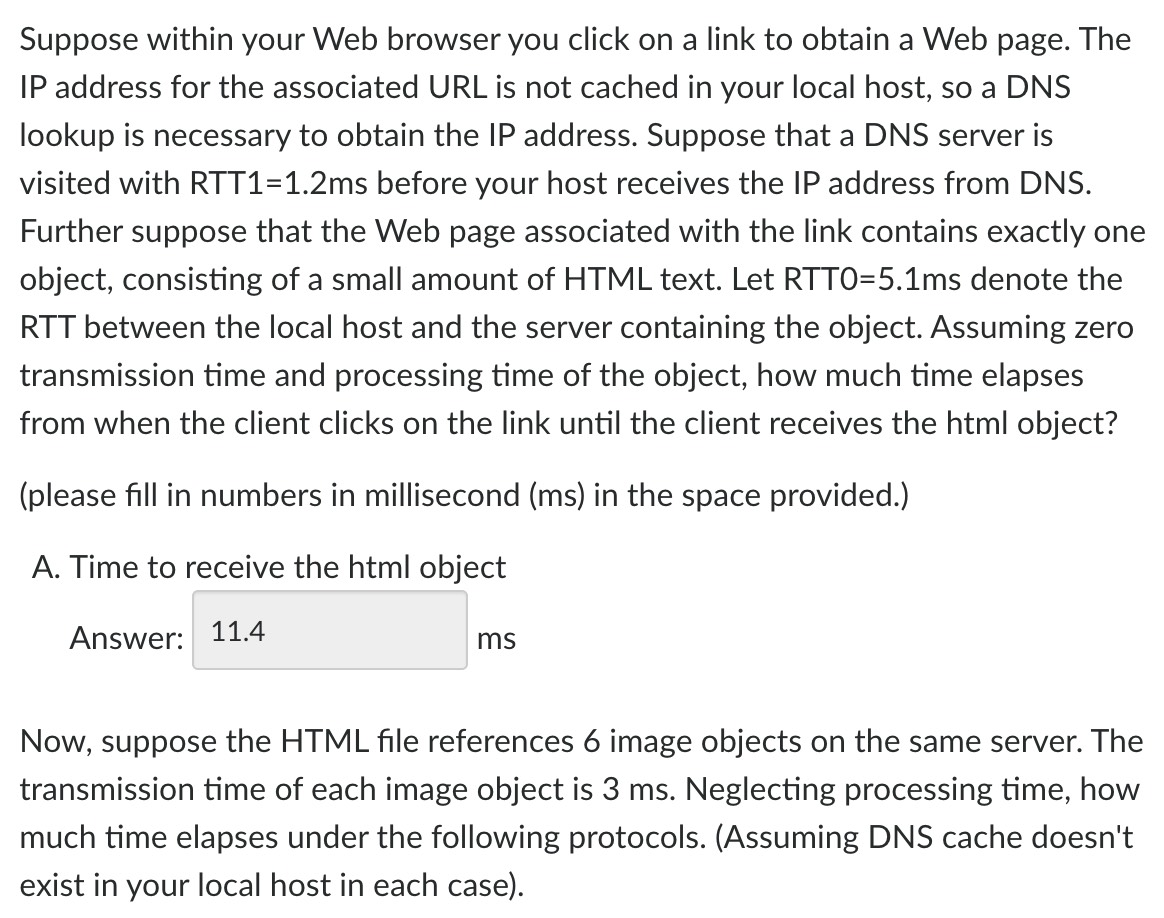 Suppose within your Web browser you click on a link to obtain a Web page. The
IP address for the associated URL is not cached in your local host, so a DNS
lookup is necessary to obtain the IP address. Suppose that a DNS server is
visited with RTT1=1.2ms before your host receives the IP address from DNS.
Further suppose that the Web page associated with the link contains exactly one
object, consisting of a small amount of HTML text. Let RTT0=5.1ms denote the
RTT between the local host and the server containing the object. Assuming zero
transmission time and processing time of the object, how much time elapses
from when the client clicks on the link until the client receives the html object?
(please fill in numbers in millisecond (ms) in the space provided.)
A. Time to receive the html object
Answer: 11.4 ms
Now, suppose the HTML file references 6 image objects on the same server. The
transmission time of each image object is 3 ms. Neglecting processing time, how
much time elapses under the following protocols. (Assuming DNS cache doesn't
exist in your local host in each case).